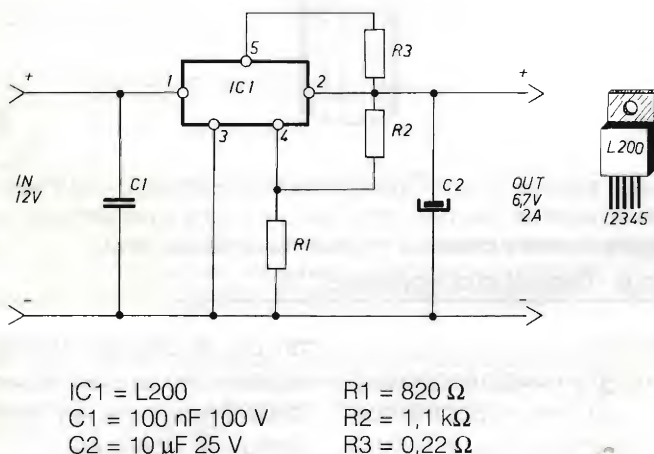 5
R3
1
IC1
2
+
+
R2
3
4
L200
IN
12V
C1
C2
OUT
6,7V
2A
R1
12345
-
-
IC1 = L200
R1 = 820 Ω
C1 = 100 nF 100 V
R2 = 1,1 kΩ
C2 = 10 µF 25 V
R3 = 0,22 Ω